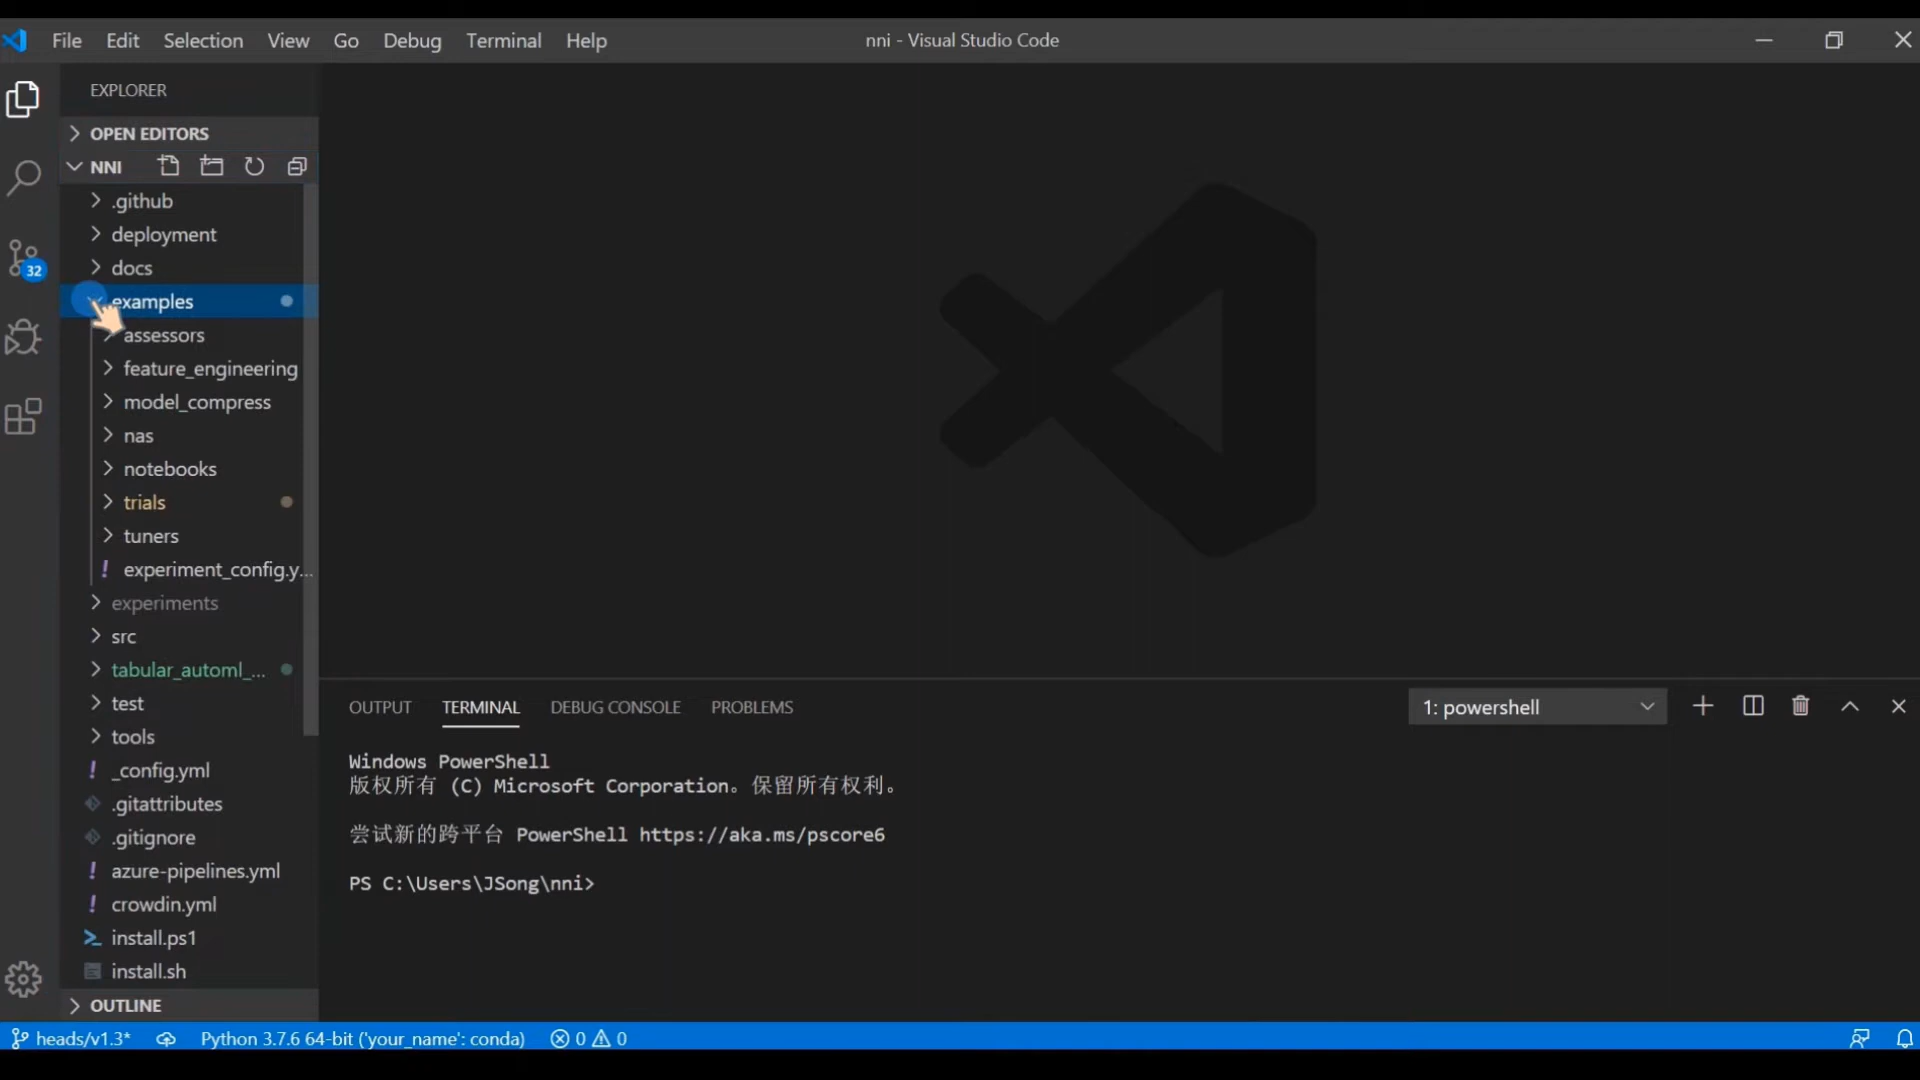 File Edit Selection View Go Debug Terminal Help
nni - Visual Studio Code
EXPLORER
OPEN EDITORS
NNI
.github
deployment
docs
examples
assessors
feature_engineering
model_compress
nas
notebooks
trials
tuners
experiment_config.y...
experiments
src
tabular_automl_...
test
tools
_config.yml
.gitattributes
.gitignore
azure-pipelines.yml
crowdin.yml
install.ps1
install.sh
OUTLINE
32
OUTPUT TERMINAL DEBUG CONSOLE PROBLEMS
1: powershell
Windows PowerShell
版权所有 (C) Microsoft Corporation。保留所有权利。
尝试新的跨平台 PowerShell https://aka.ms/pscore6
PS C:\Users\JSong\nni>
heads/v1.3* Python 3.7.6 64-bit ('your_name': conda) 0 0